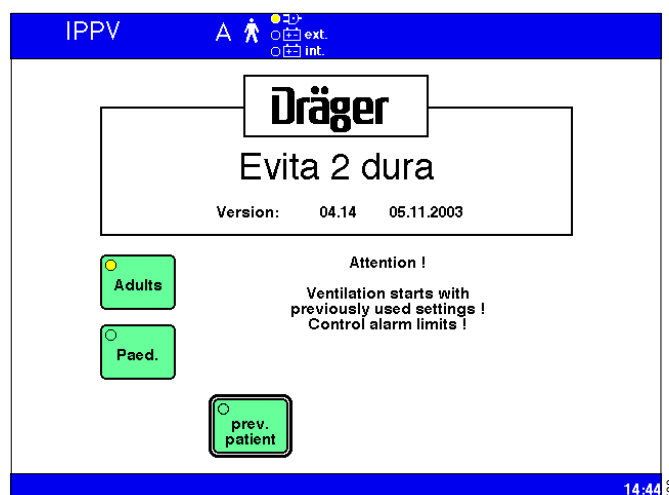 IPPV
A
ext.
int.
Dräger
Evita 2 dura
Version: 04.14 05.11.2003
Adults
Attention !
Ventilation starts with
previously used settings !
Control alarm limits !
Paed.
prev.
patient
14:44